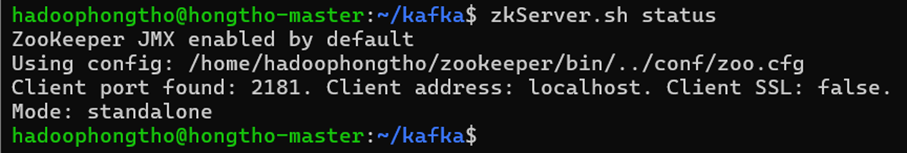 hadoophongtho@hongtho-master:~/kafka$ zkServer.sh status
ZooKeeper JMX enabled by default
Using config: /home/hadoophongtho/zookeeper/bin/../conf/zoo.cfg
Client port found: 2181. Client address: localhost. Client SSL: false.
Mode: standalone
hadoophongtho@hongtho-master:~/kafka$